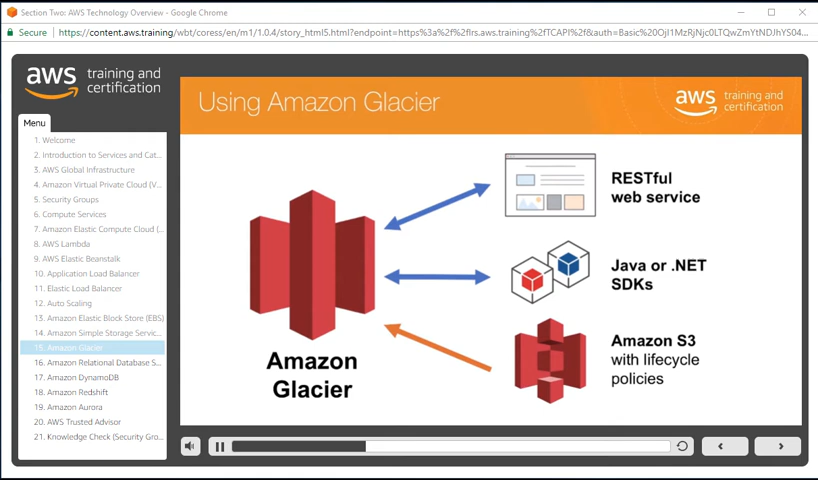 Section Two: AWS Technology Overview - Google Chrome
Secure https://content.aws.training/wbt/coress/en/m1/1.0.4/story_html5.html?endpoint=https%3a%2f%2flrs.aws.training%2fTCAPI%2f&auth=Basic%20OjI1MzRjNjc0LTQwZmYtNDJhYS04...
aws training and
certification
Menu
1. Welcome
2. Introduction to Services and Cat...
3. AWS Global Infrastructure
4. Amazon Virtual Private Cloud (V...
5. Security Groups
6. Compute Services
7. Amazon Elastic Compute Cloud (...
8. AWS Lambda
9. AWS Elastic Beanstalk
10. Application Load Balancer
11. Elastic Load Balancer
12. Auto Scaling
13. Amazon Elastic Block Store (EBS)
14. Amazon Simple Storage Servic...
15. Amazon Glacier
16. Amazon Relational Database S...
17. Amazon DynamoDB
18. Amazon Redshift
19. Amazon Aurora
20. AWS Trusted Advisor
21. Knowledge Check (Security Gro...
Using Amazon Glacier
aws training and
certification
RESTful
web service
Java or .NET
SDKs
Amazon S3
with lifecycle
policies
Amazon
Glacier